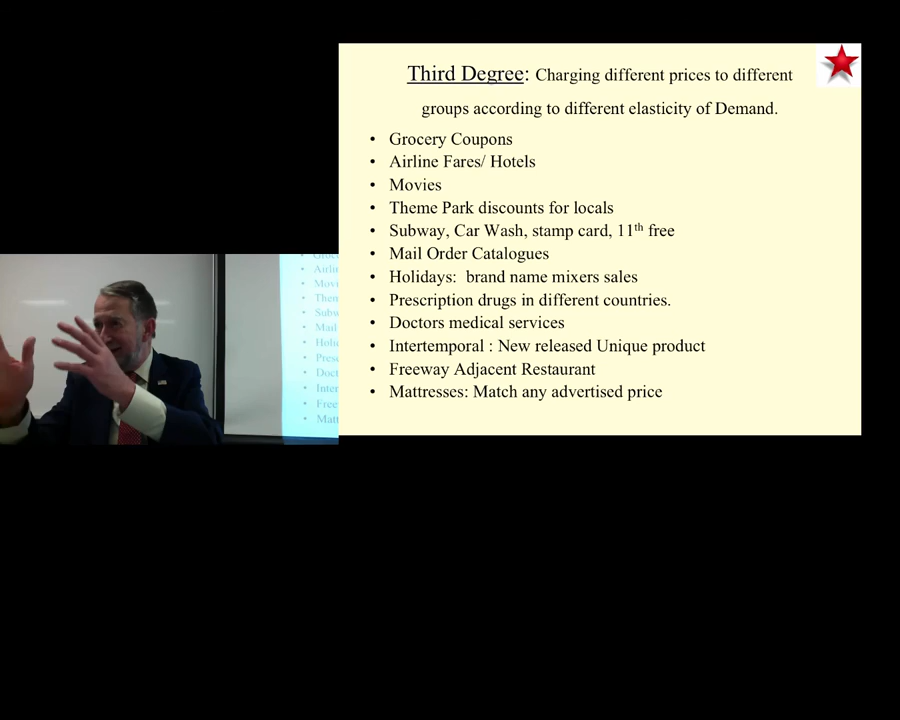 Third Degree: Charging different prices to different
groups according to different elasticity of Demand.
• Grocery Coupons
• Airline Fares/ Hotels
• Movies
• Theme Park discounts for locals
• Subway, Car Wash, stamp card, 11th free
• Mail Order Catalogues
• Holidays:  brand name mixers sales
• Prescription drugs in different countries.
• Doctors medical services
• Intertemporal : New released Unique product
• Freeway Adjacent Restaurant
• Mattresses: Match any advertised price